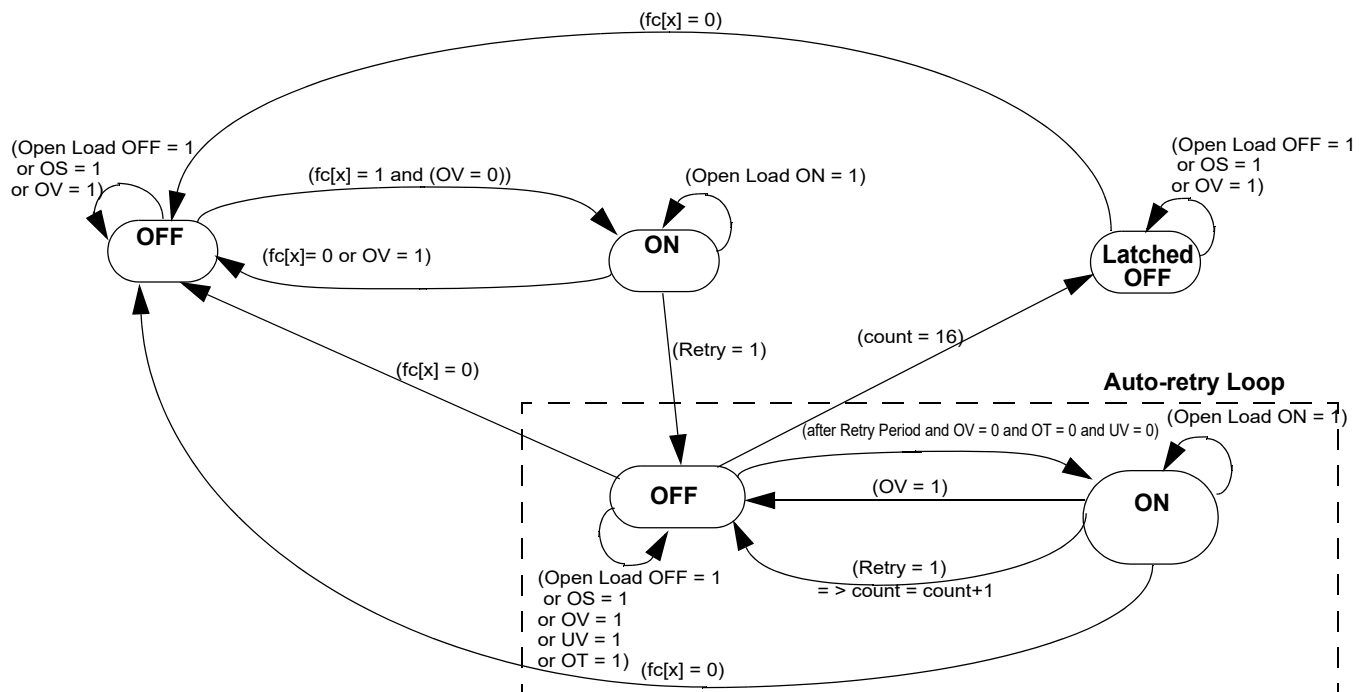 (fc[x] = 0)
(Open Load OFF = 1
or OS = 1
or OV = 1)
(fc[x] = 1 and (OV = 0))
(Open Load ON = 1)
(Open Load OFF = 1
or OS = 1
or OV = 1)
OFF
ON
Latched
OFF
(fc[x]= 0 or OV = 1)
(Retry = 1)
(count = 16)
(fc[x] = 0)
Auto-retry Loop
(Open Load ON = 1)
(after Retry Period and OV = 0 and OT = 0 and UV = 0)
OFF
(OV = 1)
ON
(Retry = 1)
= > count = count+1
(Open Load OFF = 1
or OS = 1
or OV = 1
or UV = 1
or OT = 1)
(fc[x] = 0)